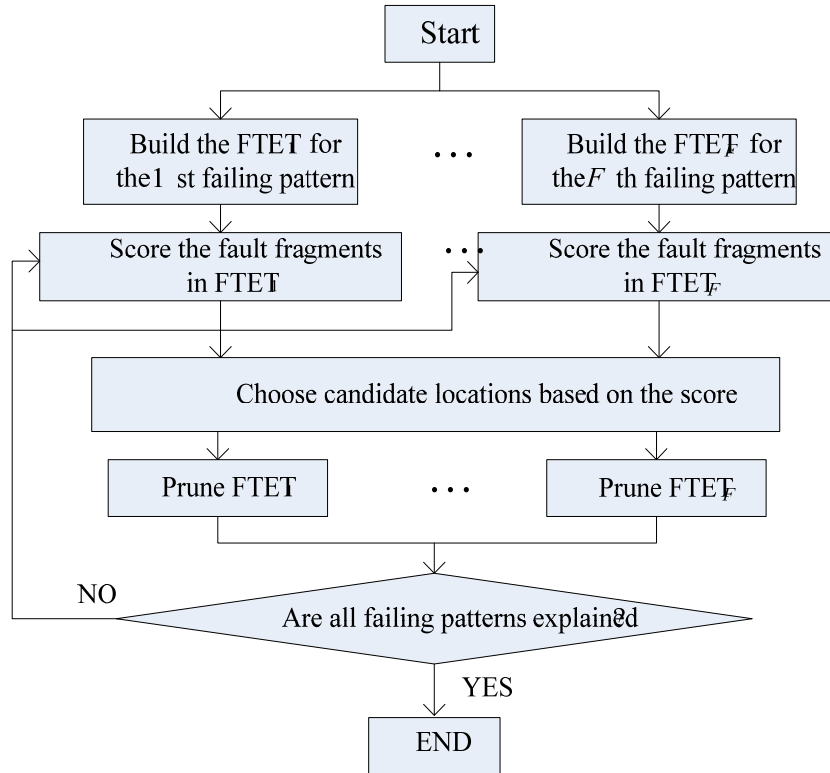 Start
Build the FTET1 for
the 1 st failing pattern
...
Build the FTETF for
the F th failing pattern
Score the fault fragments
in FTET1
...
Score the fault fragments
in FTETF
Choose candidate locations based on the score
Prune FTET1
...
Prune FTETF
NO
Are all failing patterns explained?
YES
END